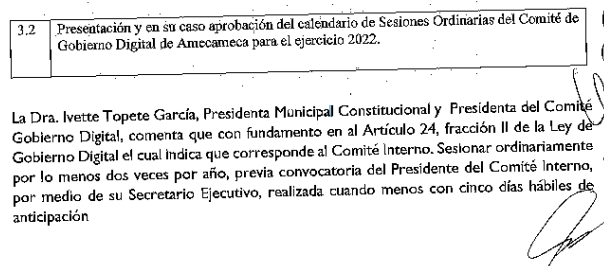 3.2 Presentación y en su caso aprobación del calendario de Sesiones Ordinarias del Comité de
Gobierno Digital de Amecameca para el ejercicio 2022.
La Dra. Ivette Topete García, Presidenta Municipal Constitucional y Presidenta del Comité
Gobierno Digital, comenta que con fundamento en al Artículo 24, fracción II de la Ley de
Gobierno Digital el cual indica que corresponde al Comité Interno. Sesionar ordinariamente
por lo menos dos veces por año, previa convocatoria del Presidente del Comité Interno,
por medio de su Secretario Ejecutivo, realizada cuando menos con cinco días hábiles de
anticipación